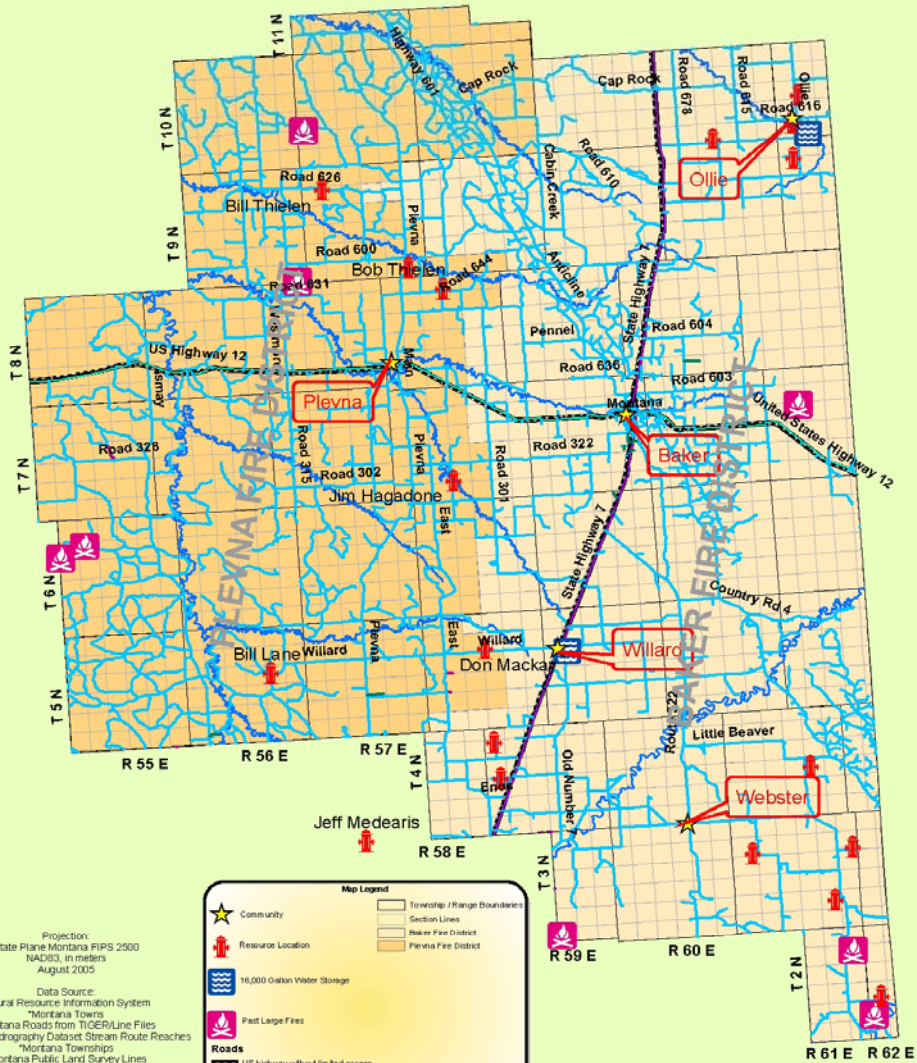 T 11 N
Highway 601
Cap Rock
Cap Rock
Road 678
Road 615
Ollie
Road 616
T 10 N
Ollie
Cabin Creek
Road 610
Road 626
Bill Thielen
Plevna
T 9 N
Road 600
Bob Thielen
Road 644
Anticline
State Highway 7
Road 631
PLEVNA FIRE DISTRICT
Pennel
Road 604
T 8 N
US Highway 12
Main
Road 636
Road 603
Plevna
Montana
United States Highway 12
Road 328
Road 315
Road 302
Plevna
Road 301
Road 322
Baker
T 7 N
Jim Hagadone
East
State Highway 7
BAKER FIRE DISTRICT
T 6 N
Country Rd 4
Plevna
East
Willard
Willard
Bill Lane
Willard
Don Mackay
T 5 N
Little Beaver
R 55 E
R 56 E
R 57 E
T 4 N
Enos
Old Number 7
Webster
Jeff Medearis
R 58 E
T 3 N
R 59 E
R 60 E
T 2 N
R 61 E
R 62 E
Map Legend
Community
Resource Location
16,000 Gallon Water Storage
Past Large Fires
Roads
Township / Range Boundaries
Section Lines
Baker Fire District
Plevna Fire District
Projection:
tate Plane Montana FIPS 2500
NAD83, in meters
August 2005
Data Source:
ural Resource Information System
*Montana Towns
tana Roads from TIGER/Line Files
drography Dataset Stream Route Reaches
*Montana Townships
ontana Public Land Survey Lines